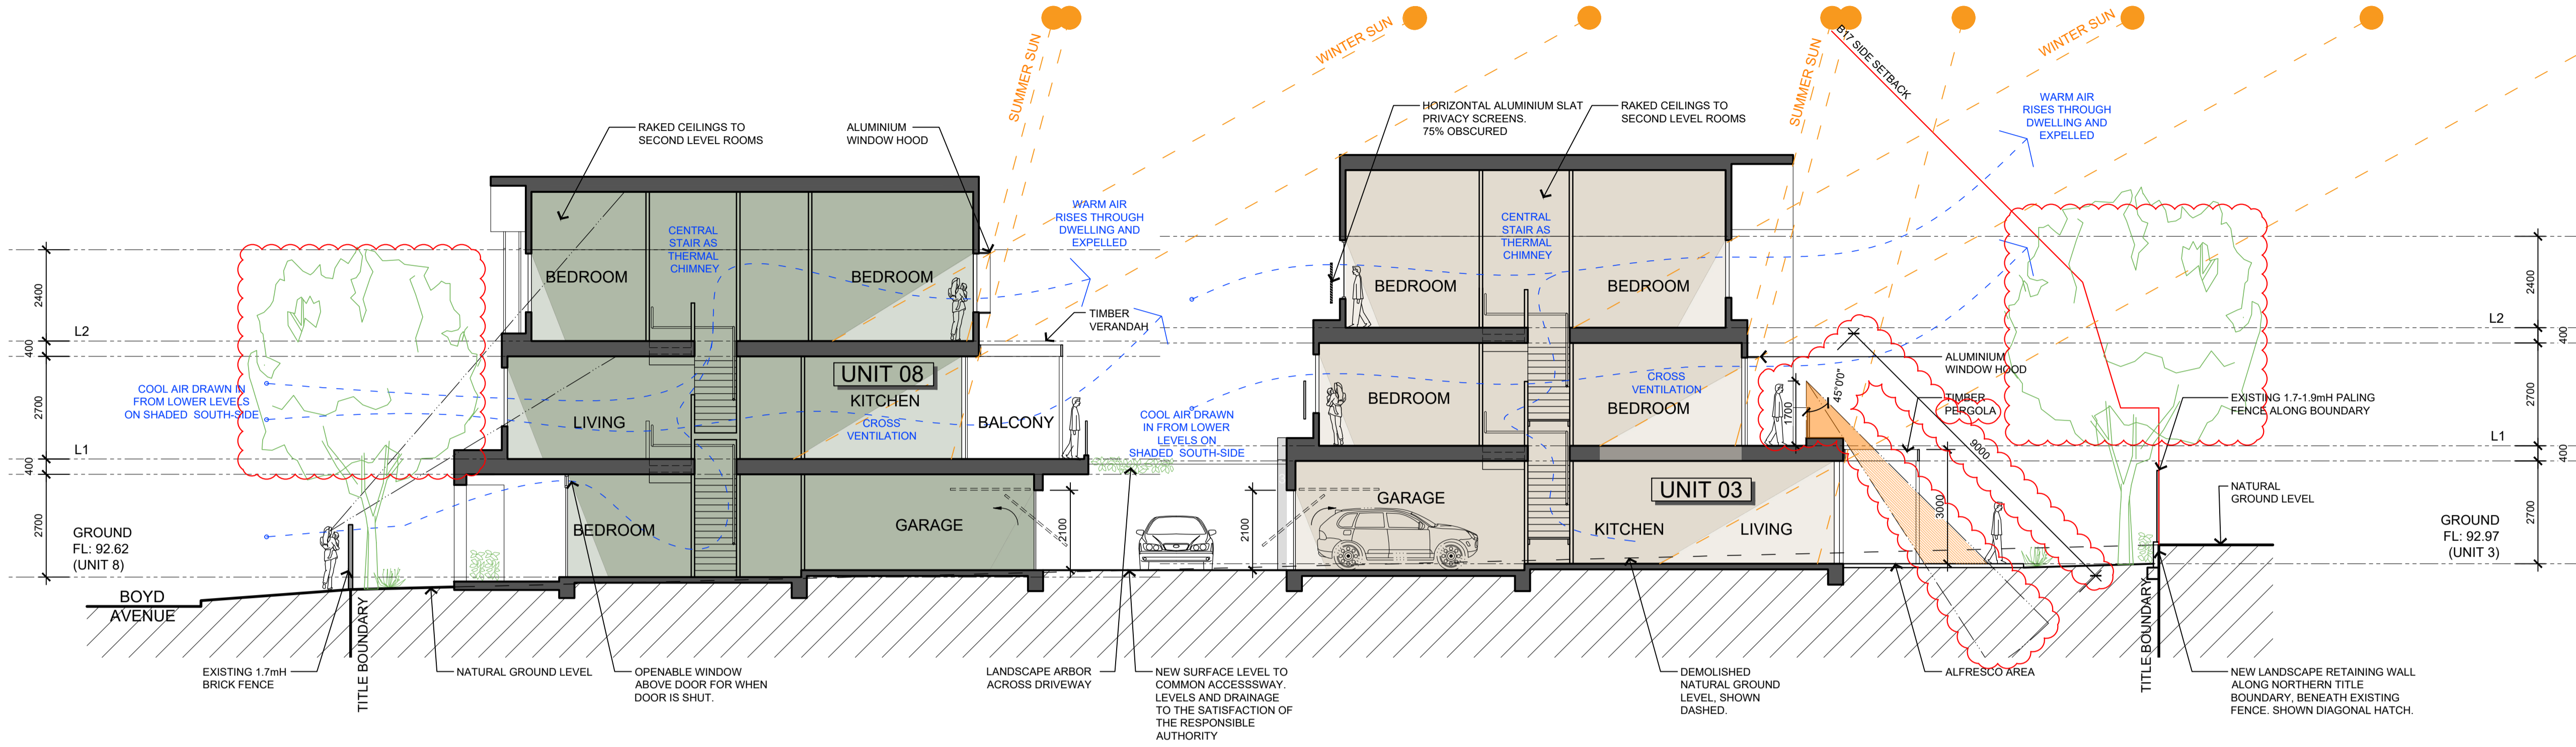 SUMMER SUN
WINTER SUN
SUMMER SUN
B17 SIDE SETBACK
WINTER SUN
RAKED CEILINGS TO
SECOND LEVEL ROOMS
ALUMINIUM
WINDOW HOOD
HORIZONTAL ALUMINIUM SLAT
PRIVACY SCREENS.
75% OBSCURED
RAKED CEILINGS TO
SECOND LEVEL ROOMS
WARM AIR
RISES THROUGH
DWELLING AND
EXPELLED
WARM AIR
RISES THROUGH
DWELLING AND
EXPELLED
CENTRAL
STAIR AS
THERMAL
CHIMNEY
CENTRAL
STAIR AS
THERMAL
CHIMNEY
BEDROOM
BEDROOM
BEDROOM
BEDROOM
2400
L2
400
2700
L1
400
2700
TIMBER
VERANDAH
UNIT 08
KITCHEN
CROSS
VENTILATION
LIVING
BALCONY
COOL AIR DRAWN IN
FROM LOWER LEVELS
ON SHADED SOUTH-SIDE
COOL AIR DRAWN
IN FROM LOWER
LEVELS ON
SHADED SOUTH-SIDE
BEDROOM
CROSS
VENTILATION
BEDROOM
1700
45°0'0"
ALUMINIUM
WINDOW HOOD
TIMBER
PERGOLA
9000
3000
EXISTING 1.7-1.9mH PALING
FENCE ALONG BOUNDARY
2400
L2
400
2700
L1
400
2700
NATURAL
GROUND LEVEL
GROUND
FL: 92.62
(UNIT 8)
BEDROOM
GARAGE
2100
2100
GARAGE
UNIT 03
KITCHEN
LIVING
GROUND
FL: 92.97
(UNIT 3)
BOYD
AVENUE
TITLE BOUNDARY
TITLE BOUNDARY
EXISTING 1.7mH
BRICK FENCE
NATURAL GROUND LEVEL
OPENABLE WINDOW
ABOVE DOOR FOR WHEN
DOOR IS SHUT.
LANDSCAPE ARBOR
ACROSS DRIVEWAY
NEW SURFACE LEVEL TO
COMMON ACCESSSWAY.
LEVELS AND DRAINAGE
TO THE SATISFACTION OF
THE RESPONSIBLE
AUTHORITY
DEMOLISHED
NATURAL GROUND
LEVEL, SHOWN
DASHED.
ALFRESCO AREA
NEW LANDSCAPE RETAINING WALL
ALONG NORTHERN TITLE
BOUNDARY, BENEATH EXISTING
FENCE. SHOWN DIAGONAL HATCH.